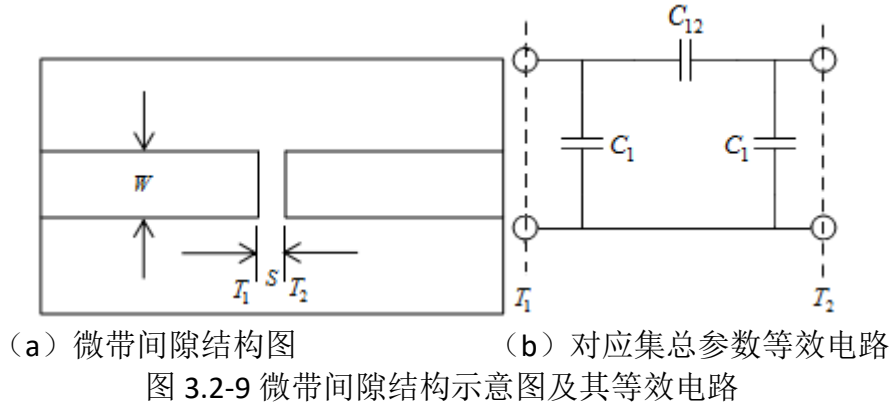 C12
C1
C1
W
T1 S T2
T1
T2
（a）微带间隙结构图
（b）对应集总参数等效电路
图 3.2-9 微带间隙结构示意图及其等效电路